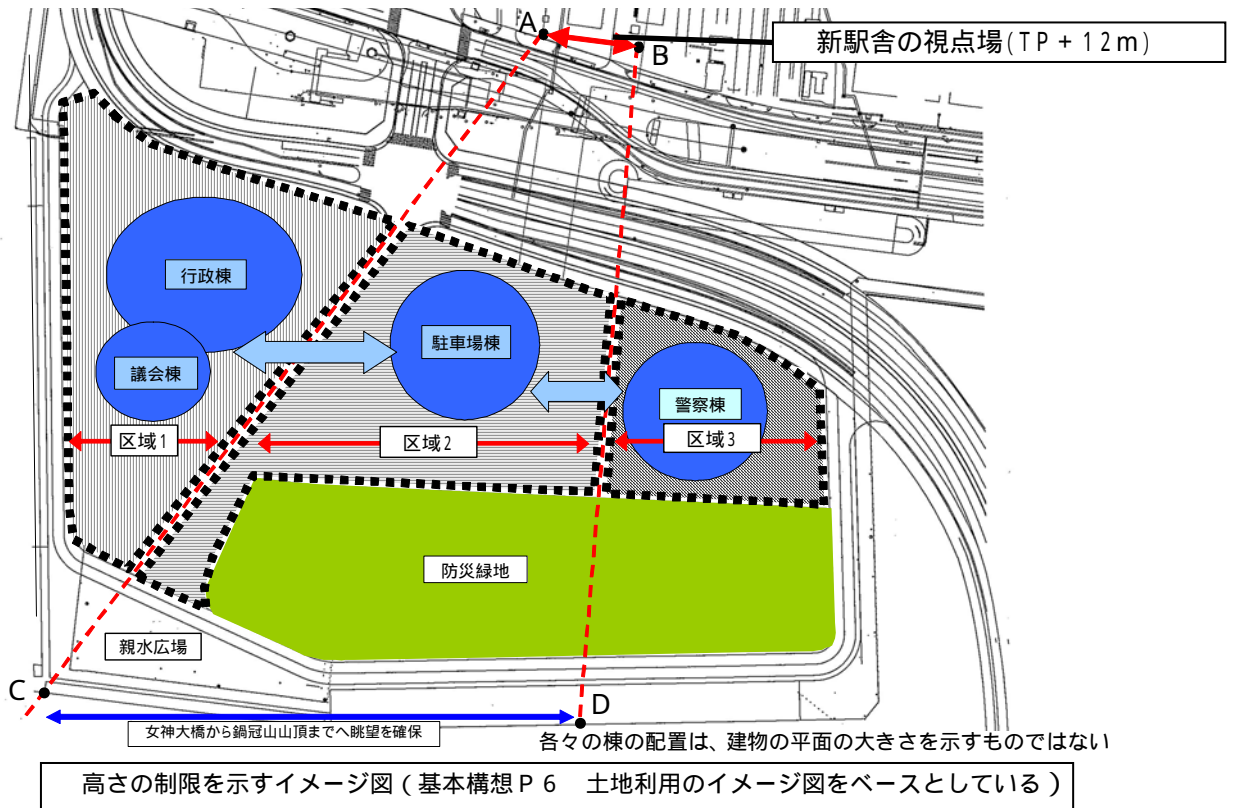 A
B
新駅舎の視点場(TP+12m)
行政棟
駐車場棟
議会棟
警察棟
区域1
区域2
区域3
防災緑地
親水広場
C
D
女神大橋から鍋冠山山頂までへ眺望を確保
各々の棟の配置は、建物の平面の大きさを示すものではない
高さの制限を示すイメージ図(基本構想P6 土地利用のイメージ図をベースとしている)